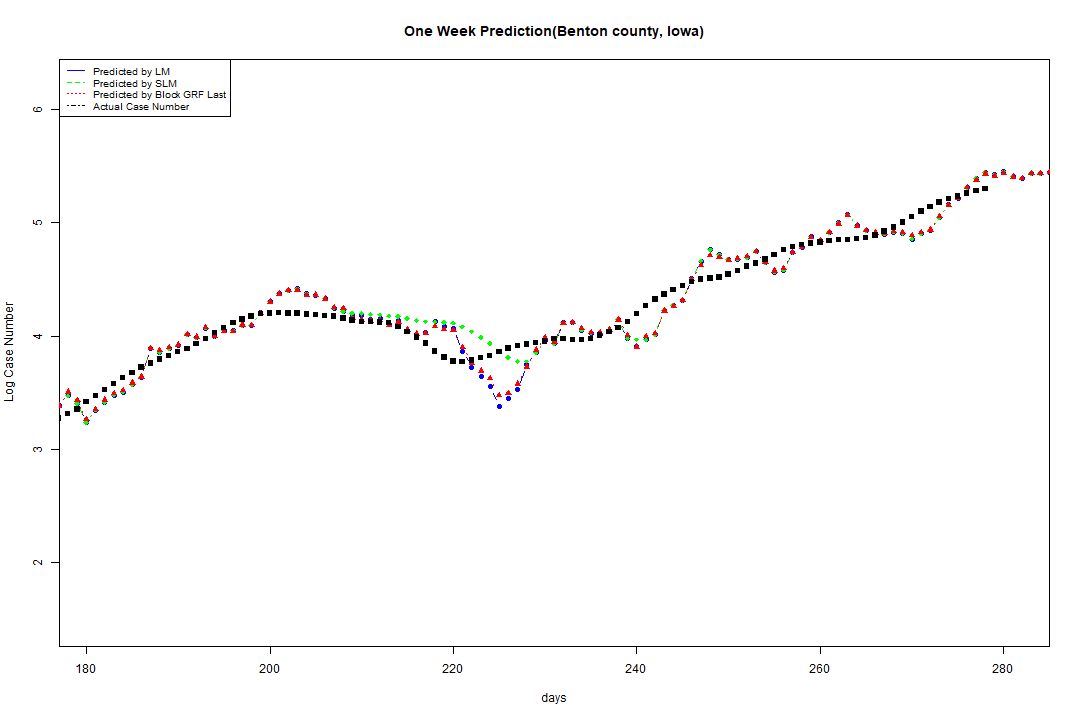 One Week Prediction(Benton county, Iowa)
Predicted by LM
Predicted by SLM
Predicted by Block GRF Last
Actual Case Number
6
5
4
3
2
Log Case Number
180 200 220 240 260 280
days